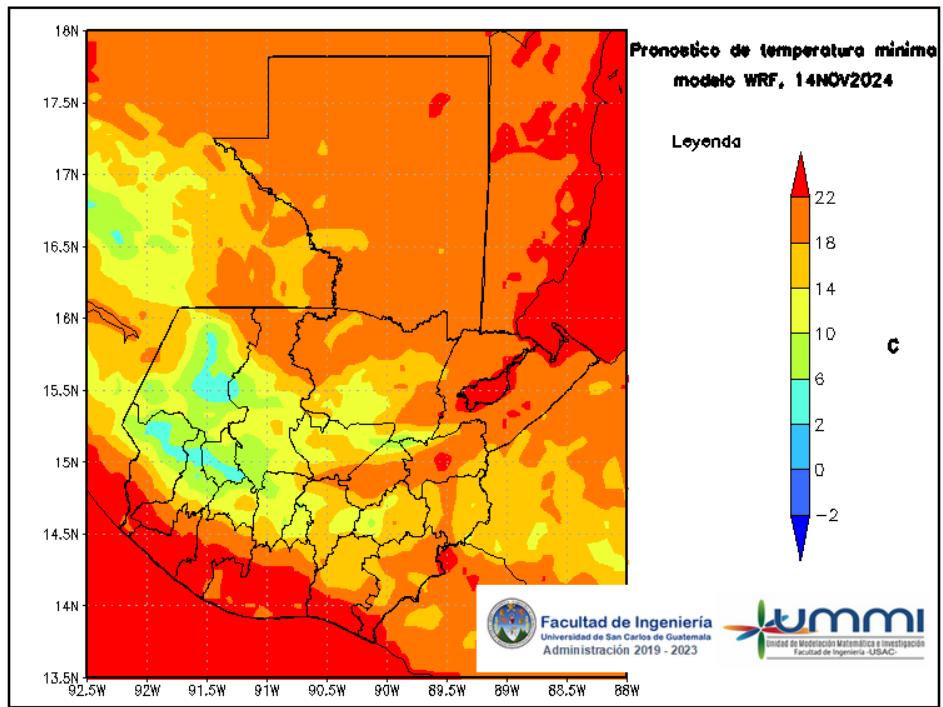 Pronostico de temperatura minima
modelo WRF, 14NOV2024
Leyenda
22
18
14
10
6
2
0
−2
C
18N
17.5N
17N
16.5N
16N
15.5N
15N
14.5N
14N
13.5N
92.5W 92W 91.5W 91W 90.5W 90W 89.5W 89W 88.5W 88W
Facultad de Ingeniería
Universidad de San Carlos de Guatemala
Administración 2019 - 2023
ummi
Unidad de Modelación Matemática e Investigación
Facultad de Ingeniería -USAC-